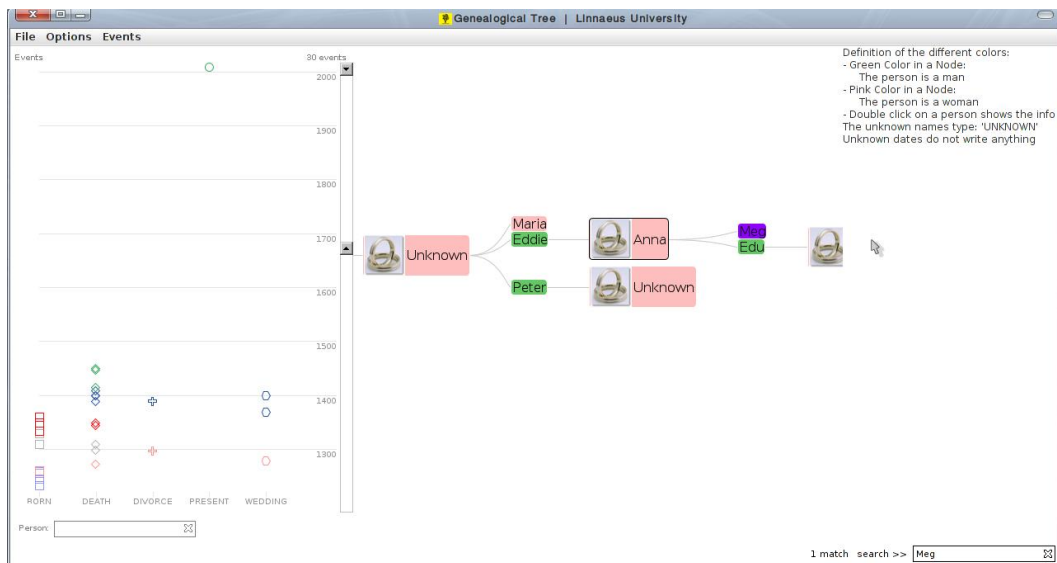 Genealogical Tree | Linnaeus University
File Options Events
Events
30 events
2000
1900
1800
1700
1600
1500
1400
1300
BORN DEATH DIVORCE PRESENT WEDDING
Person:
Unknown
Maria
Eddie
Peter
Anna
Unknown
Meg
Edu
Definition of the different colors:
- Green Color in a Node:
The person is a man
- Pink Color in a Node:
The person is a woman
- Double click on a person shows the info
The unknown names type: 'UNKNOWN'
Unknown dates do not write anything
1 match search >> Meg